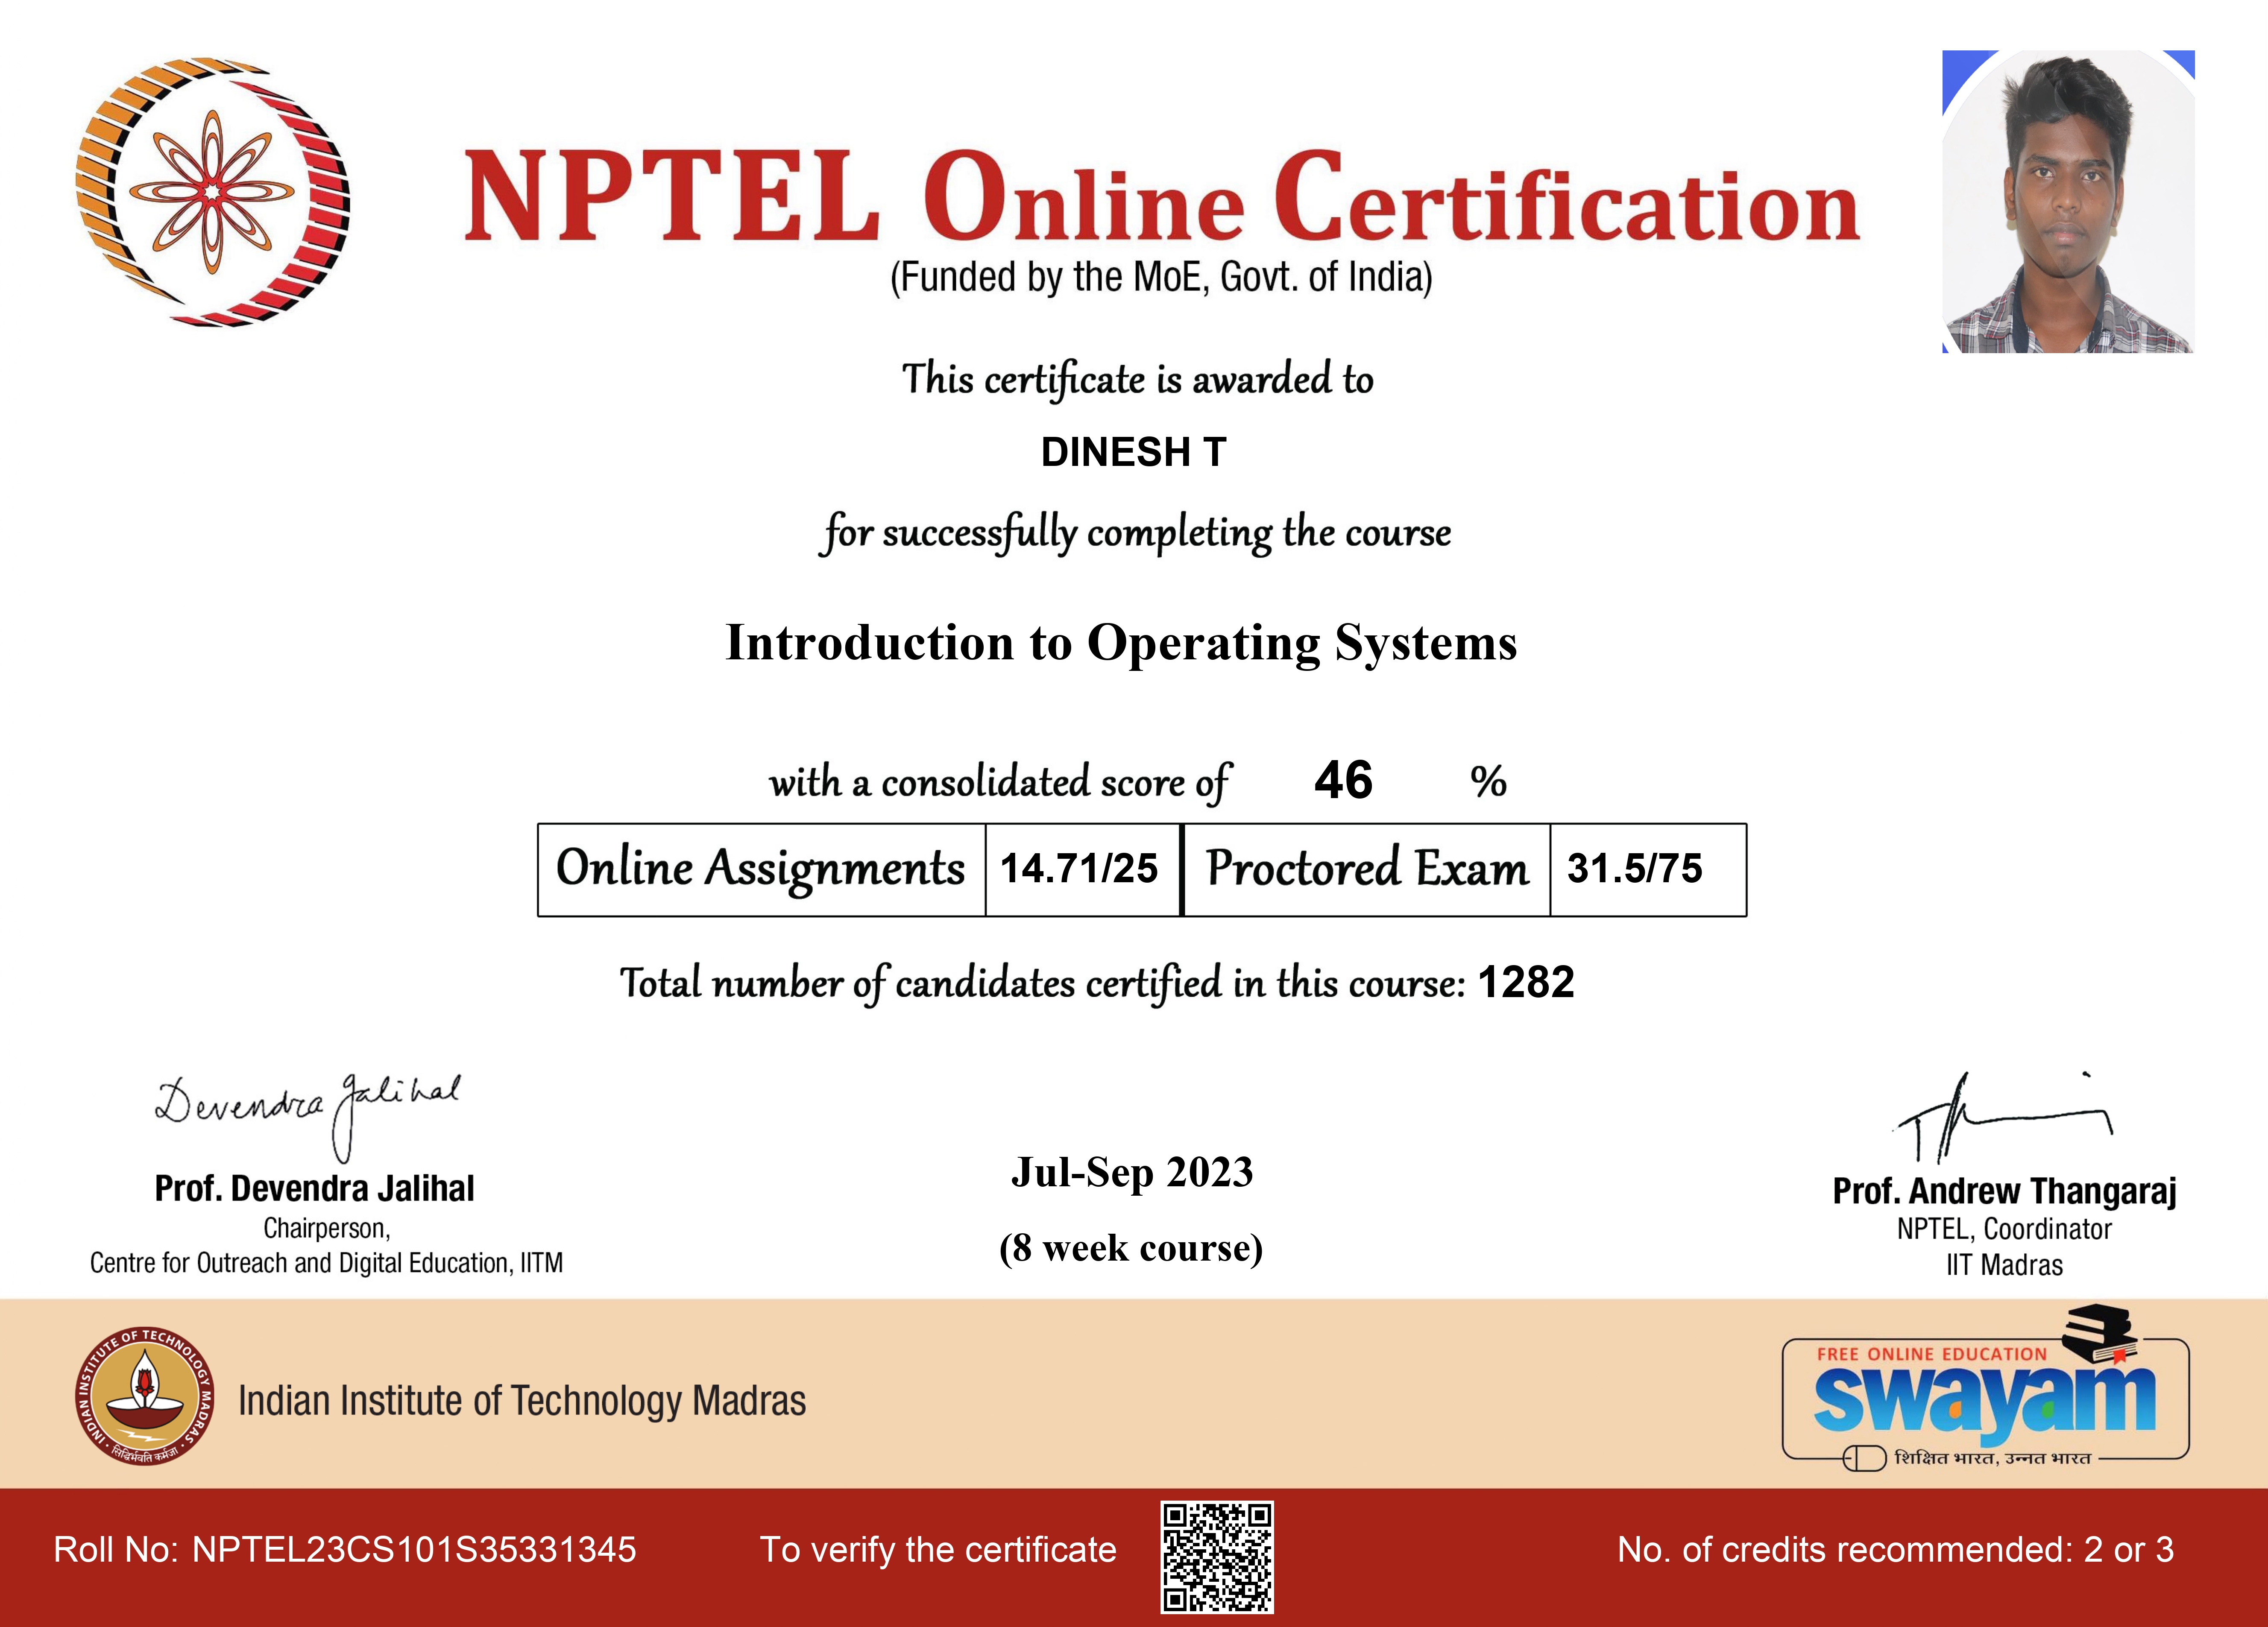 NPTEL Online Certification
(Funded by the MoE, Govt. of India)
This certificate is awarded to
DINESH T
for successfully completing the course
Introduction to Operating Systems
with a consolidated score of 46 %
Online Assignments 14.71/25 Proctored Exam 31.5/75
Total number of candidates certified in this course: 1282
Devendra Jalihal
Prof. Devendra Jalihal
Chairperson,
Centre for Outreach and Digital Education, IITM
Jul-Sep 2023
(8 week course)
Prof. Andrew Thangaraj
NPTEL, Coordinator
IIT Madras
INDIAN INSTITUTE OF TECHNOLOGY MADRAS
सिद्धिर्भवति कर्मजा
Indian Institute of Technology Madras
FREE ONLINE EDUCATION
swayam
शिक्षित भारत, उन्नत भारत
Roll No: NPTEL23CS101S35331345
To verify the certificate
No. of credits recommended: 2 or 3